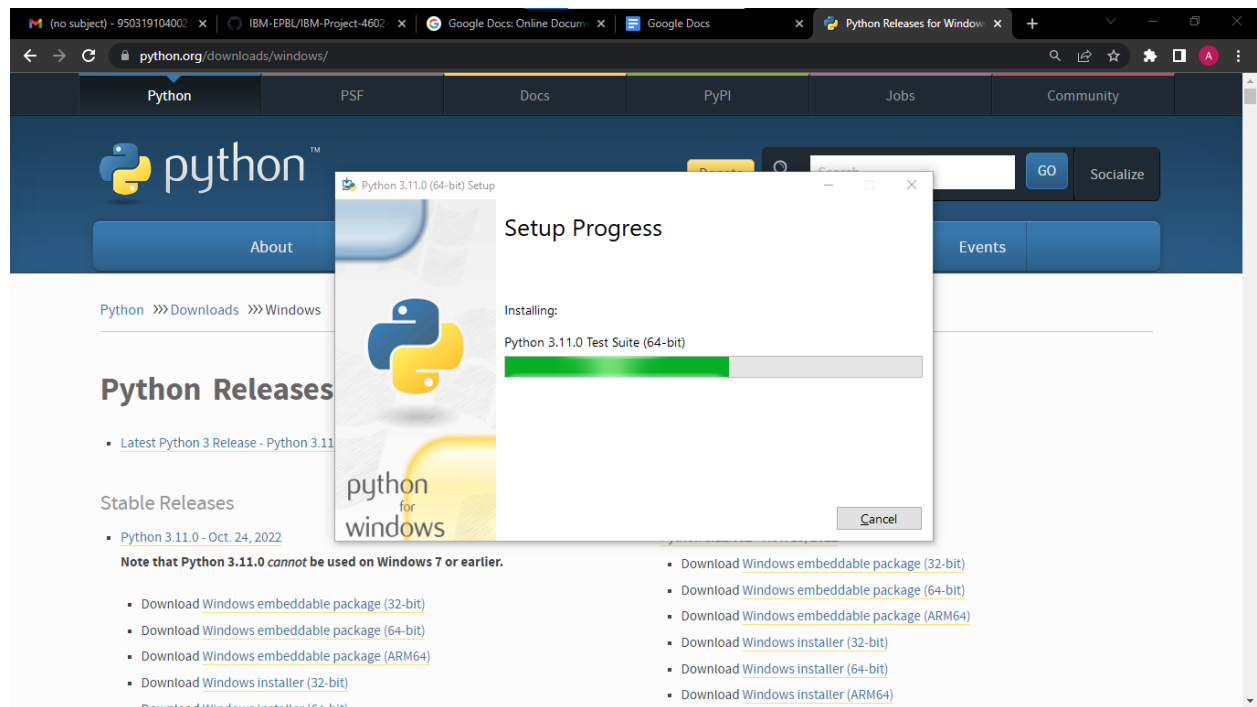 (no subject) - 950319104002
IBM-EPBL/IBM-Project-4602-
Google Docs: Online Docum
Google Docs
Python Releases for Window
python.org/downloads/windows/
A
Python
PSF
Docs
PyPI
Jobs
Community
python™
GO
Socialize
About
Events
Python 3.11.0 (64-bit) Setup
Setup Progress
Installing:
Python 3.11.0 Test Suite (64-bit)
python
for
windows
Cancel
Python >>> Downloads >>> Windows
Python Releases
Latest Python 3 Release - Python 3.11
Stable Releases
Python 3.11.0 - Oct. 24, 2022
Note that Python 3.11.0 cannot be used on Windows 7 or earlier.
Download Windows embeddable package (32-bit)
Download Windows embeddable package (64-bit)
Download Windows embeddable package (ARM64)
Download Windows installer (32-bit)
Download Windows embeddable package (32-bit)
Download Windows embeddable package (64-bit)
Download Windows embeddable package (ARM64)
Download Windows installer (32-bit)
Download Windows installer (64-bit)
Download Windows installer (ARM64)